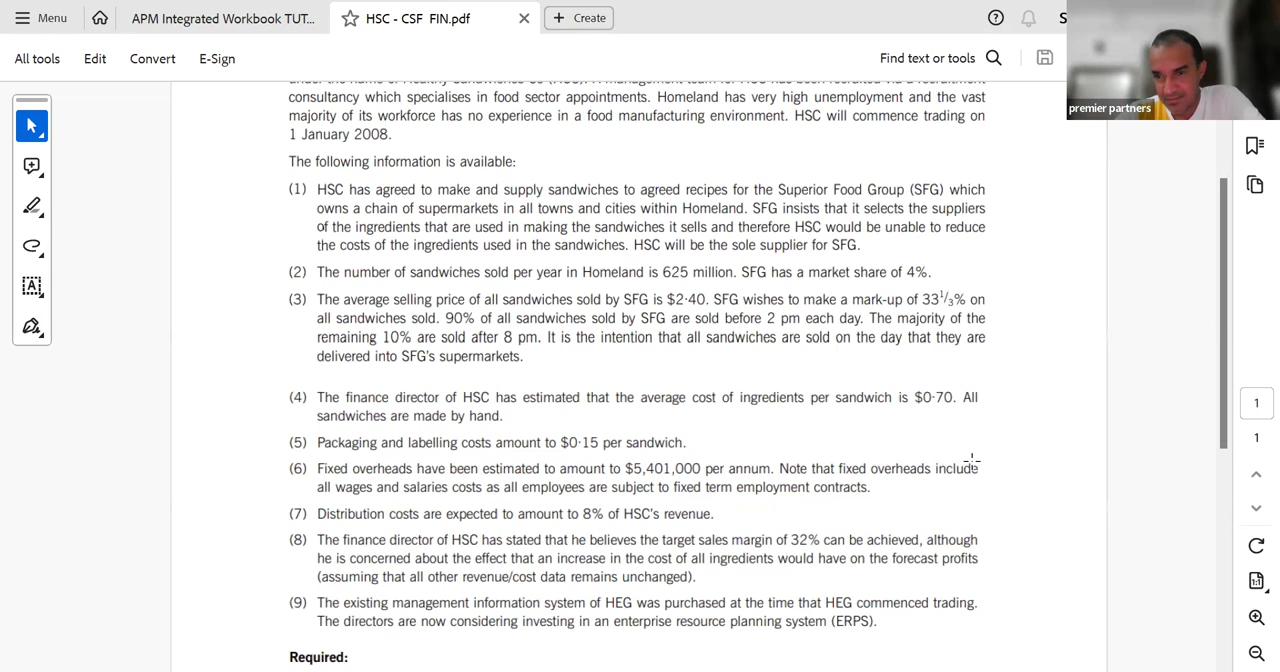 Menu
APM Integrated Workbook TUT...
HSC - CSF FIN.pdf
Create
All tools
Edit
Convert
E-Sign
Find text or tools
premier partners
consultancy which specialises in food sector appointments. Homeland has very high unemployment and the vast
majority of its workforce has no experience in a food manufacturing environment. HSC will commence trading on
1 January 2008.
The following information is available:
(1) HSC has agreed to make and supply sandwiches to agreed recipes for the Superior Food Group (SFG) which
owns a chain of supermarkets in all towns and cities within Homeland. SFG insists that it selects the suppliers
of the ingredients that are used in making the sandwiches it sells and therefore HSC would be unable to reduce
the costs of the ingredients used in the sandwiches. HSC will be the sole supplier for SFG.
(2) The number of sandwiches sold per year in Homeland is 625 million. SFG has a market share of 4%.
(3) The average selling price of all sandwiches sold by SFG is $2·40. SFG wishes to make a mark-up of 33 1/3% on
all sandwiches sold. 90% of all sandwiches sold by SFG are sold before 2 pm each day. The majority of the
remaining 10% are sold after 8 pm. It is the intention that all sandwiches are sold on the day that they are
delivered into SFG's supermarkets.
(4) The finance director of HSC has estimated that the average cost of ingredients per sandwich is $0·70. All
sandwiches are made by hand.
(5) Packaging and labelling costs amount to $0·15 per sandwich.
(6) Fixed overheads have been estimated to amount to $5,401,000 per annum. Note that fixed overheads include
all wages and salaries costs as all employees are subject to fixed term employment contracts.
(7) Distribution costs are expected to amount to 8% of HSC's revenue.
(8) The finance director of HSC has stated that he believes the target sales margin of 32% can be achieved, although
he is concerned about the effect that an increase in the cost of all ingredients would have on the forecast profits
(assuming that all other revenue/cost data remains unchanged).
(9) The existing management information system of HEG was purchased at the time that HEG commenced trading.
The directors are now considering investing in an enterprise resource planning system (ERPS).
Required:
1
1